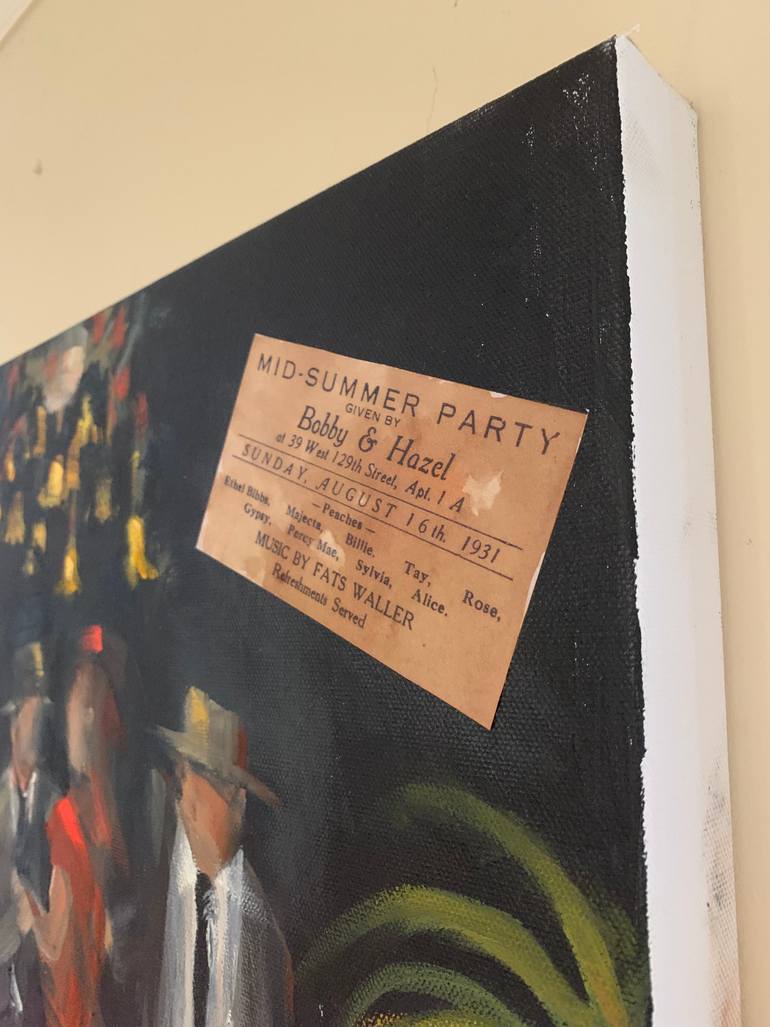 MID-SUMMER PARTY
GIVEN BY
Bobby & Hazel
at 39 West 129th Street, Apt. 1 A
SUNDAY, AUGUST 16th. 1931
—Peaches—
Ethel Bibbs, Majecta, Billie. Tay, Rose,
Gypsy, Percy Mae, Sylvia, Alice.
MUSIC BY FATS WALLER
Refreshments Served